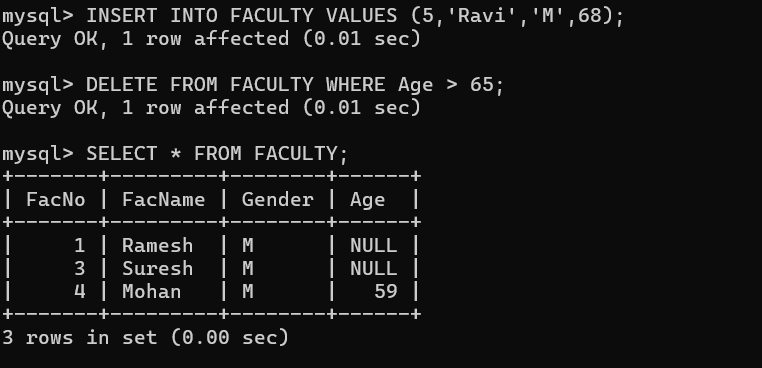 mysql> INSERT INTO FACULTY VALUES (5,'Ravi','M',68);
Query OK, 1 row affected (0.01 sec)
mysql> DELETE FROM FACULTY WHERE Age > 65;
Query OK, 1 row affected (0.01 sec)
mysql> SELECT * FROM FACULTY;
+-------+---------+--------+------+
| FacNo | FacName | Gender | Age  |
+-------+---------+--------+------+
|     1 | Ramesh  | M      | NULL |
|     3 | Suresh  | M      | NULL |
|     4 | Mohan   | M      |   59 |
+-------+---------+--------+------+
3 rows in set (0.00 sec)